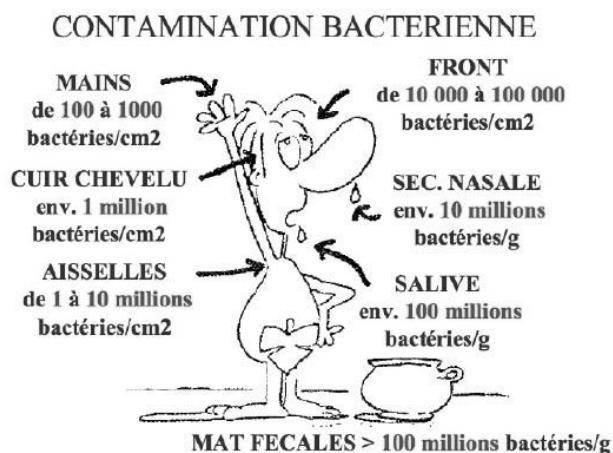 CONTAMINATION BACTERIENNE
MAINS
de 100 à 1000
bactéries/cm2
FRONT
de 10 000 à 100 000
bactéries/cm2
CUIR CHEVELU
env. 1 million
bactéries/cm2
SEC. NASALE
env. 10 millions
bactéries/g
AISSELLES
de 1 à 10 millions
bactéries/cm2
SALIVE
env. 100 millions
bactéries/g
MAT FECALES > 100 millions bactéries/g